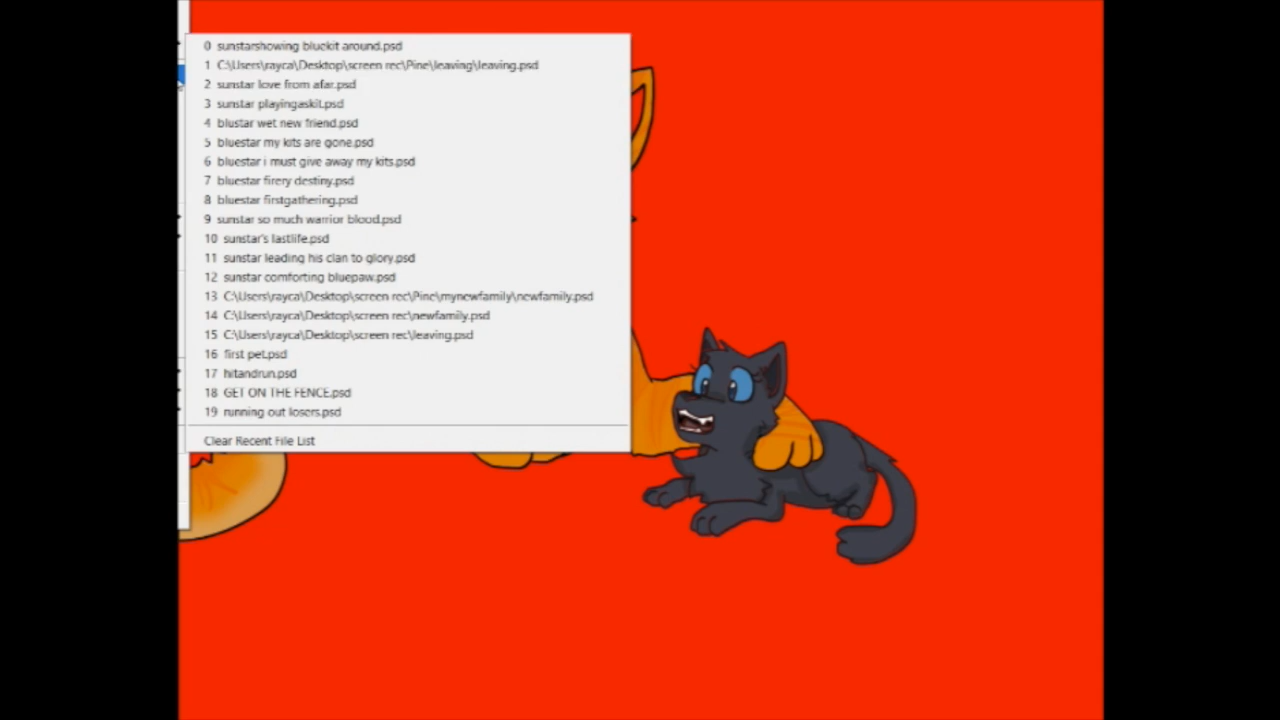 0 sunstarshowing bluekit around.psd
1 C:\Users\rayca\Desktop\screen rec\Pine\leaving\leaving.psd
2 sunstar love from afar.psd
3 sunstar playingaskit.psd
4 blustar wet new friend.psd
5 bluestar my kits are gone.psd
6 bluestar i must give away my kits.psd
7 bluestar firery destiny.psd
8 bluestar firstgathering.psd
9 sunstar so much warrior blood.psd
10 sunstar's lastlife.psd
11 sunstar leading his clan to glory.psd
12 sunstar comforting bluepaw.psd
13 C:\Users\rayca\Desktop\screen rec\Pine\mynewfamily\newfamily.psd
14 C:\Users\rayca\Desktop\screen rec\newfamily.psd
15 C:\Users\rayca\Desktop\screen rec\leaving.psd
16 first pet.psd
17 hitandrun.psd
18 GET ON THE FENCE.psd
19 running out losers.psd
Clear Recent File List